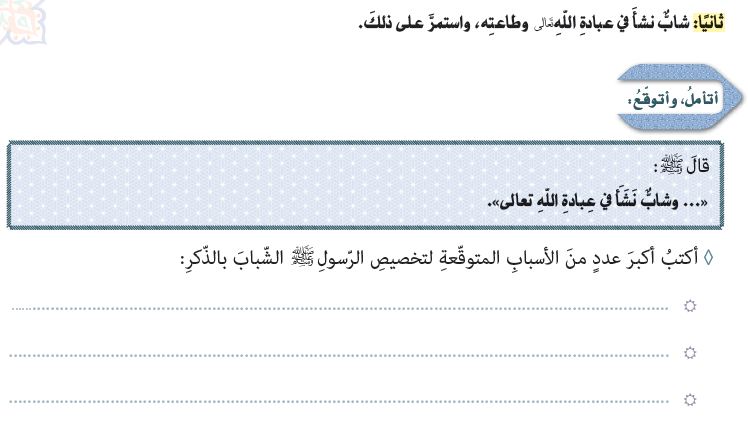 ثانيًا: شابٌّ نشأَ في عبادةِ اللّهِ تعالى وطاعتِه، واستمرَّ على ذلكَ.
أتأملُ، وأتوقّعُ:
قالَ ﷺ:
«... وشابٌّ نَشَأَ في عِبادةِ اللّهِ تعالى».
◊ أكتبُ أكبرَ عددٍ منَ الأسبابِ المتوقّعةِ لتخصيصِ الرّسولِ ﷺ الشّبابَ بالذّكرِ: